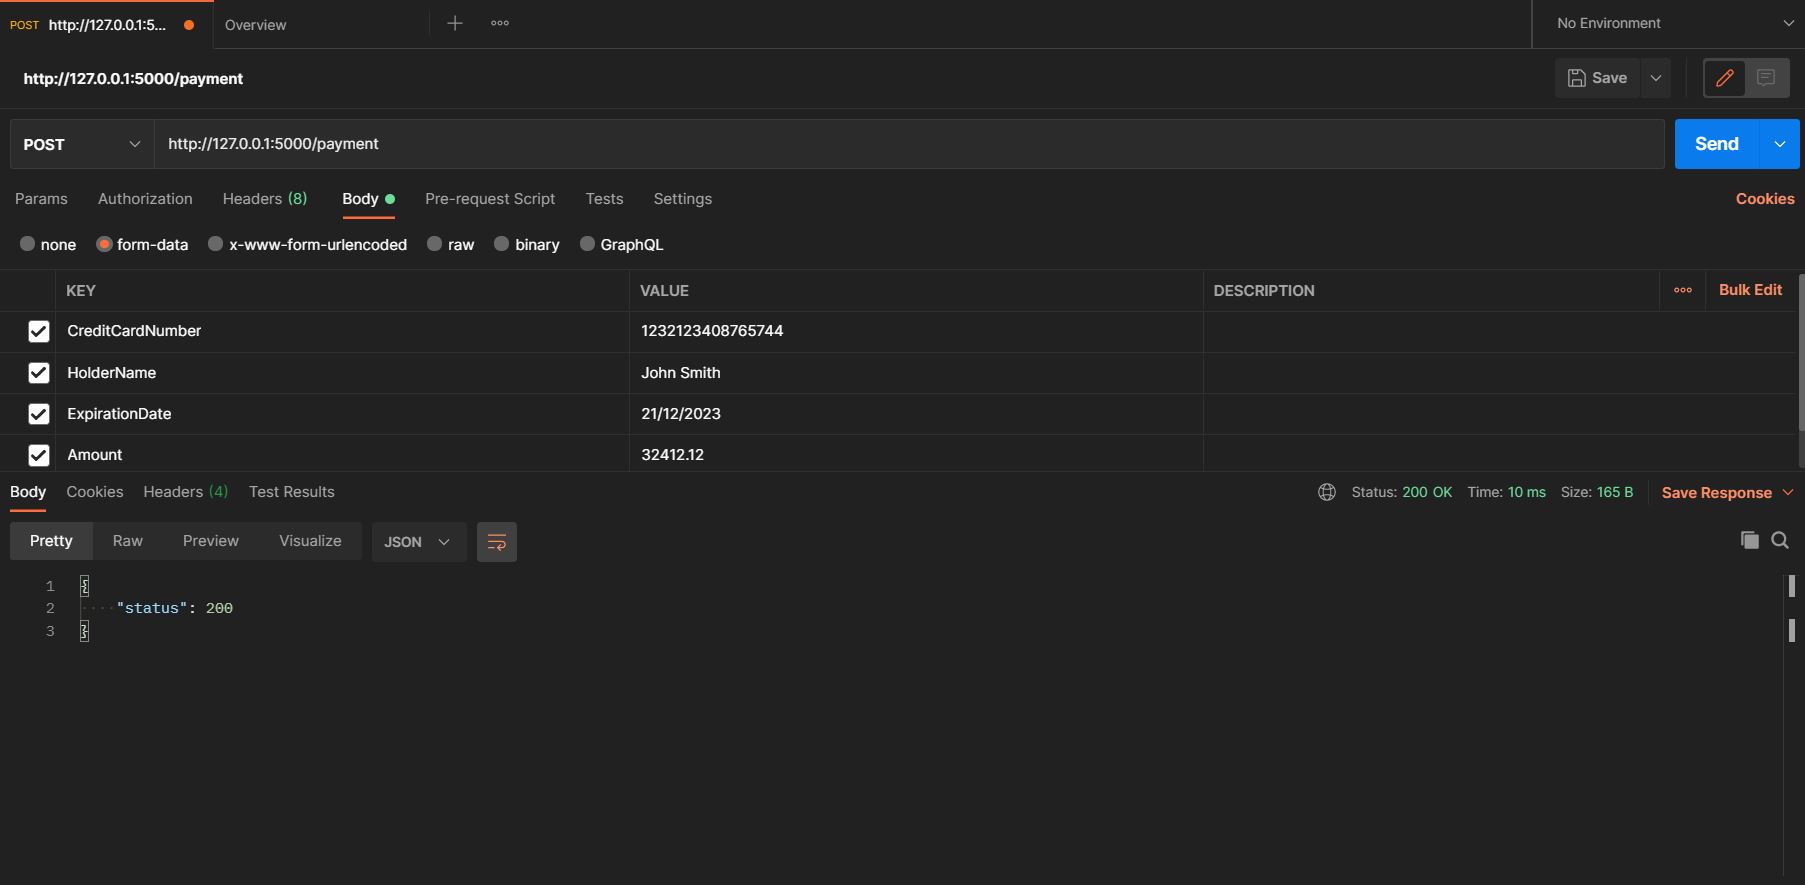 POST http://127.0.0.1:5... Overview No Environment
http://127.0.0.1:5000/payment Save
POST http://127.0.0.1:5000/payment Send
Params Authorization Headers (8) Body Pre-request Script Tests Settings Cookies
none form-data x-www-form-urlencoded raw binary GraphQL
KEY VALUE DESCRIPTION Bulk Edit
CreditCardNumber 1232123408765744
HolderName John Smith
ExpirationDate 21/12/2023
Amount 32412.12
Body Cookies Headers (4) Test Results Status: 200 OK Time: 10 ms Size: 165 B Save Response
Pretty Raw Preview Visualize JSON
1 {
2 "status": 200
3 }